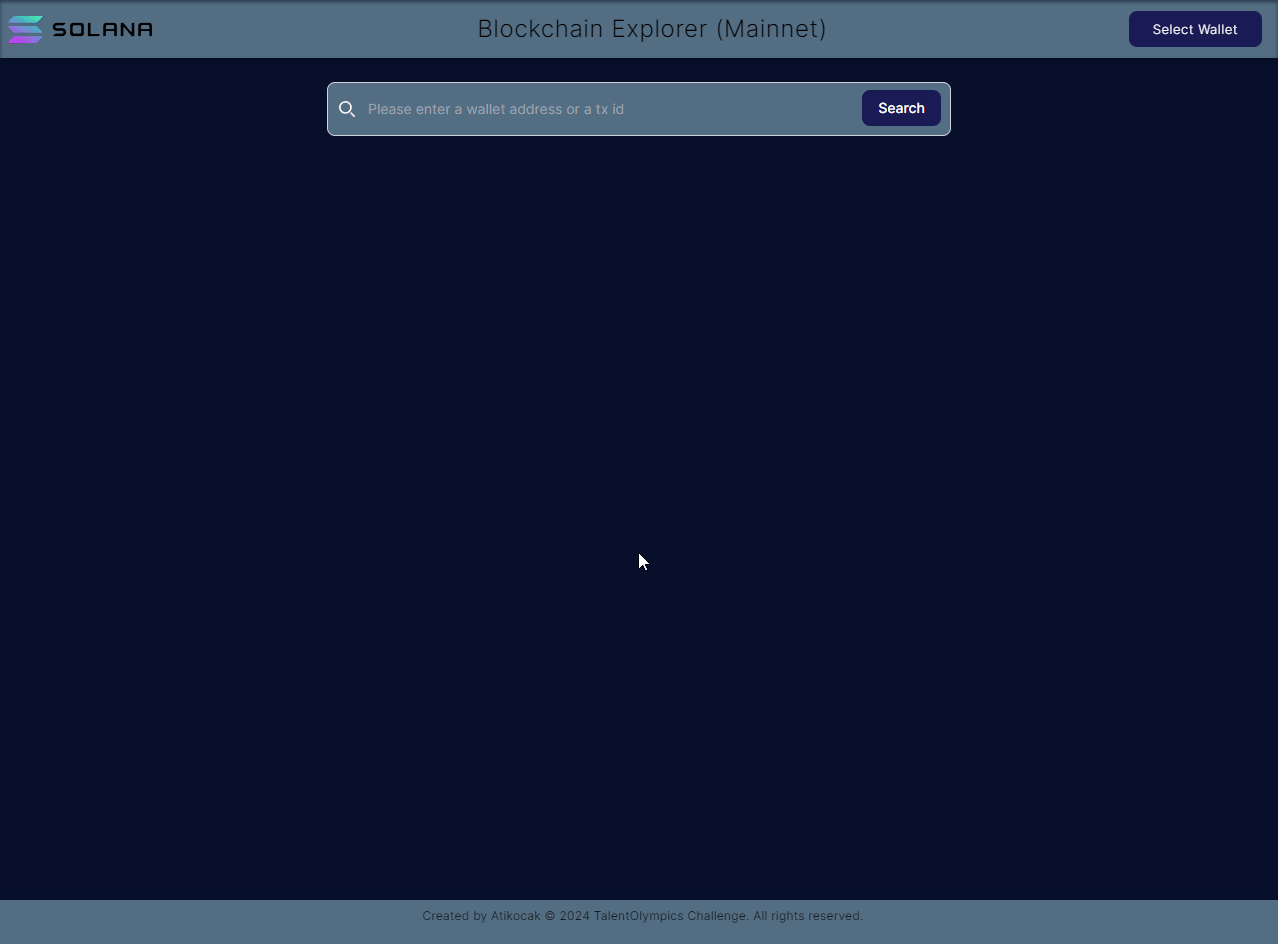 SOLANA
Blockchain Explorer (Mainnet)
Select Wallet
Please enter a wallet address or a tx id
Search
Created by Atikocak © 2024 TalentOlympics Challenge. All rights reserved.